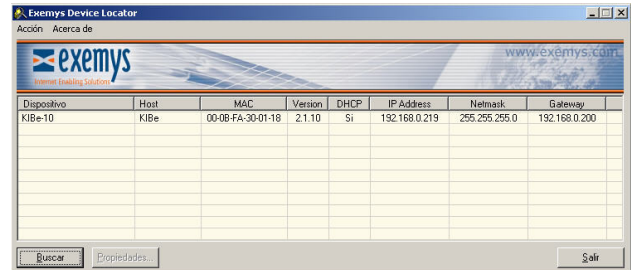 Exemys Device Locator
Acción Acerca de
exemys www.exemys.com
Internet Enabling Solutions
Dispositivo Host MAC Version DHCP IP Address Netmask Gateway
KIBe-10 KIBe 00-0B-FA-30-01-18 2.1.10 Si 192.168.0.219 255.255.255.0 192.168.0.200
Buscar Propiedades... Salir